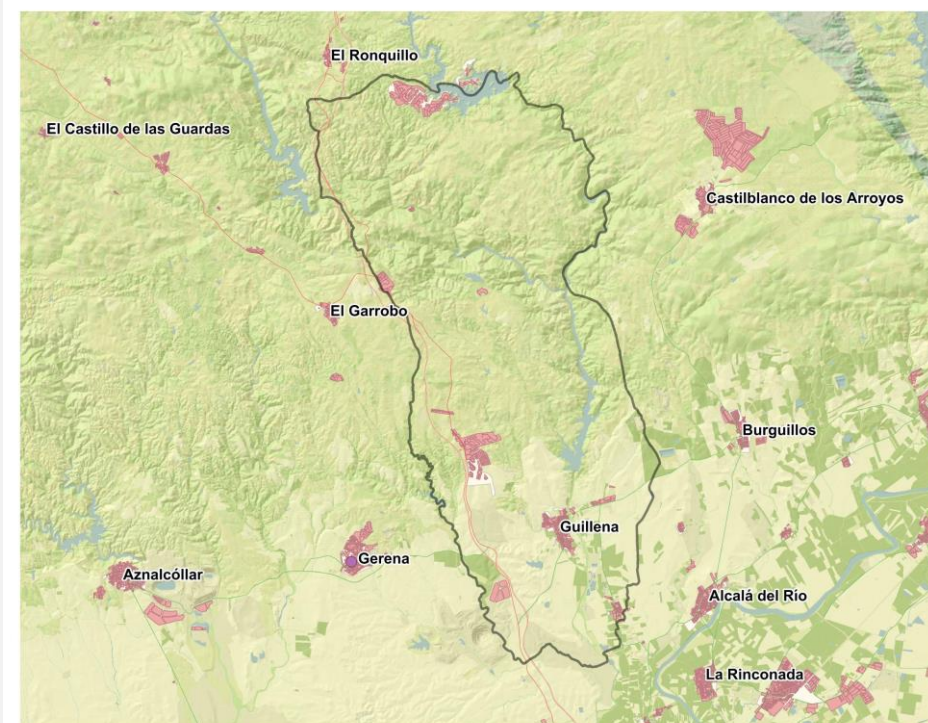 El Ronquillo
El Castillo de las Guardas
Castilblanco de los Arroyos
El Garrobo
Burguillos
Guillena
Gerena
Aznalcóllar
Alcalá del Río
La Rinconada